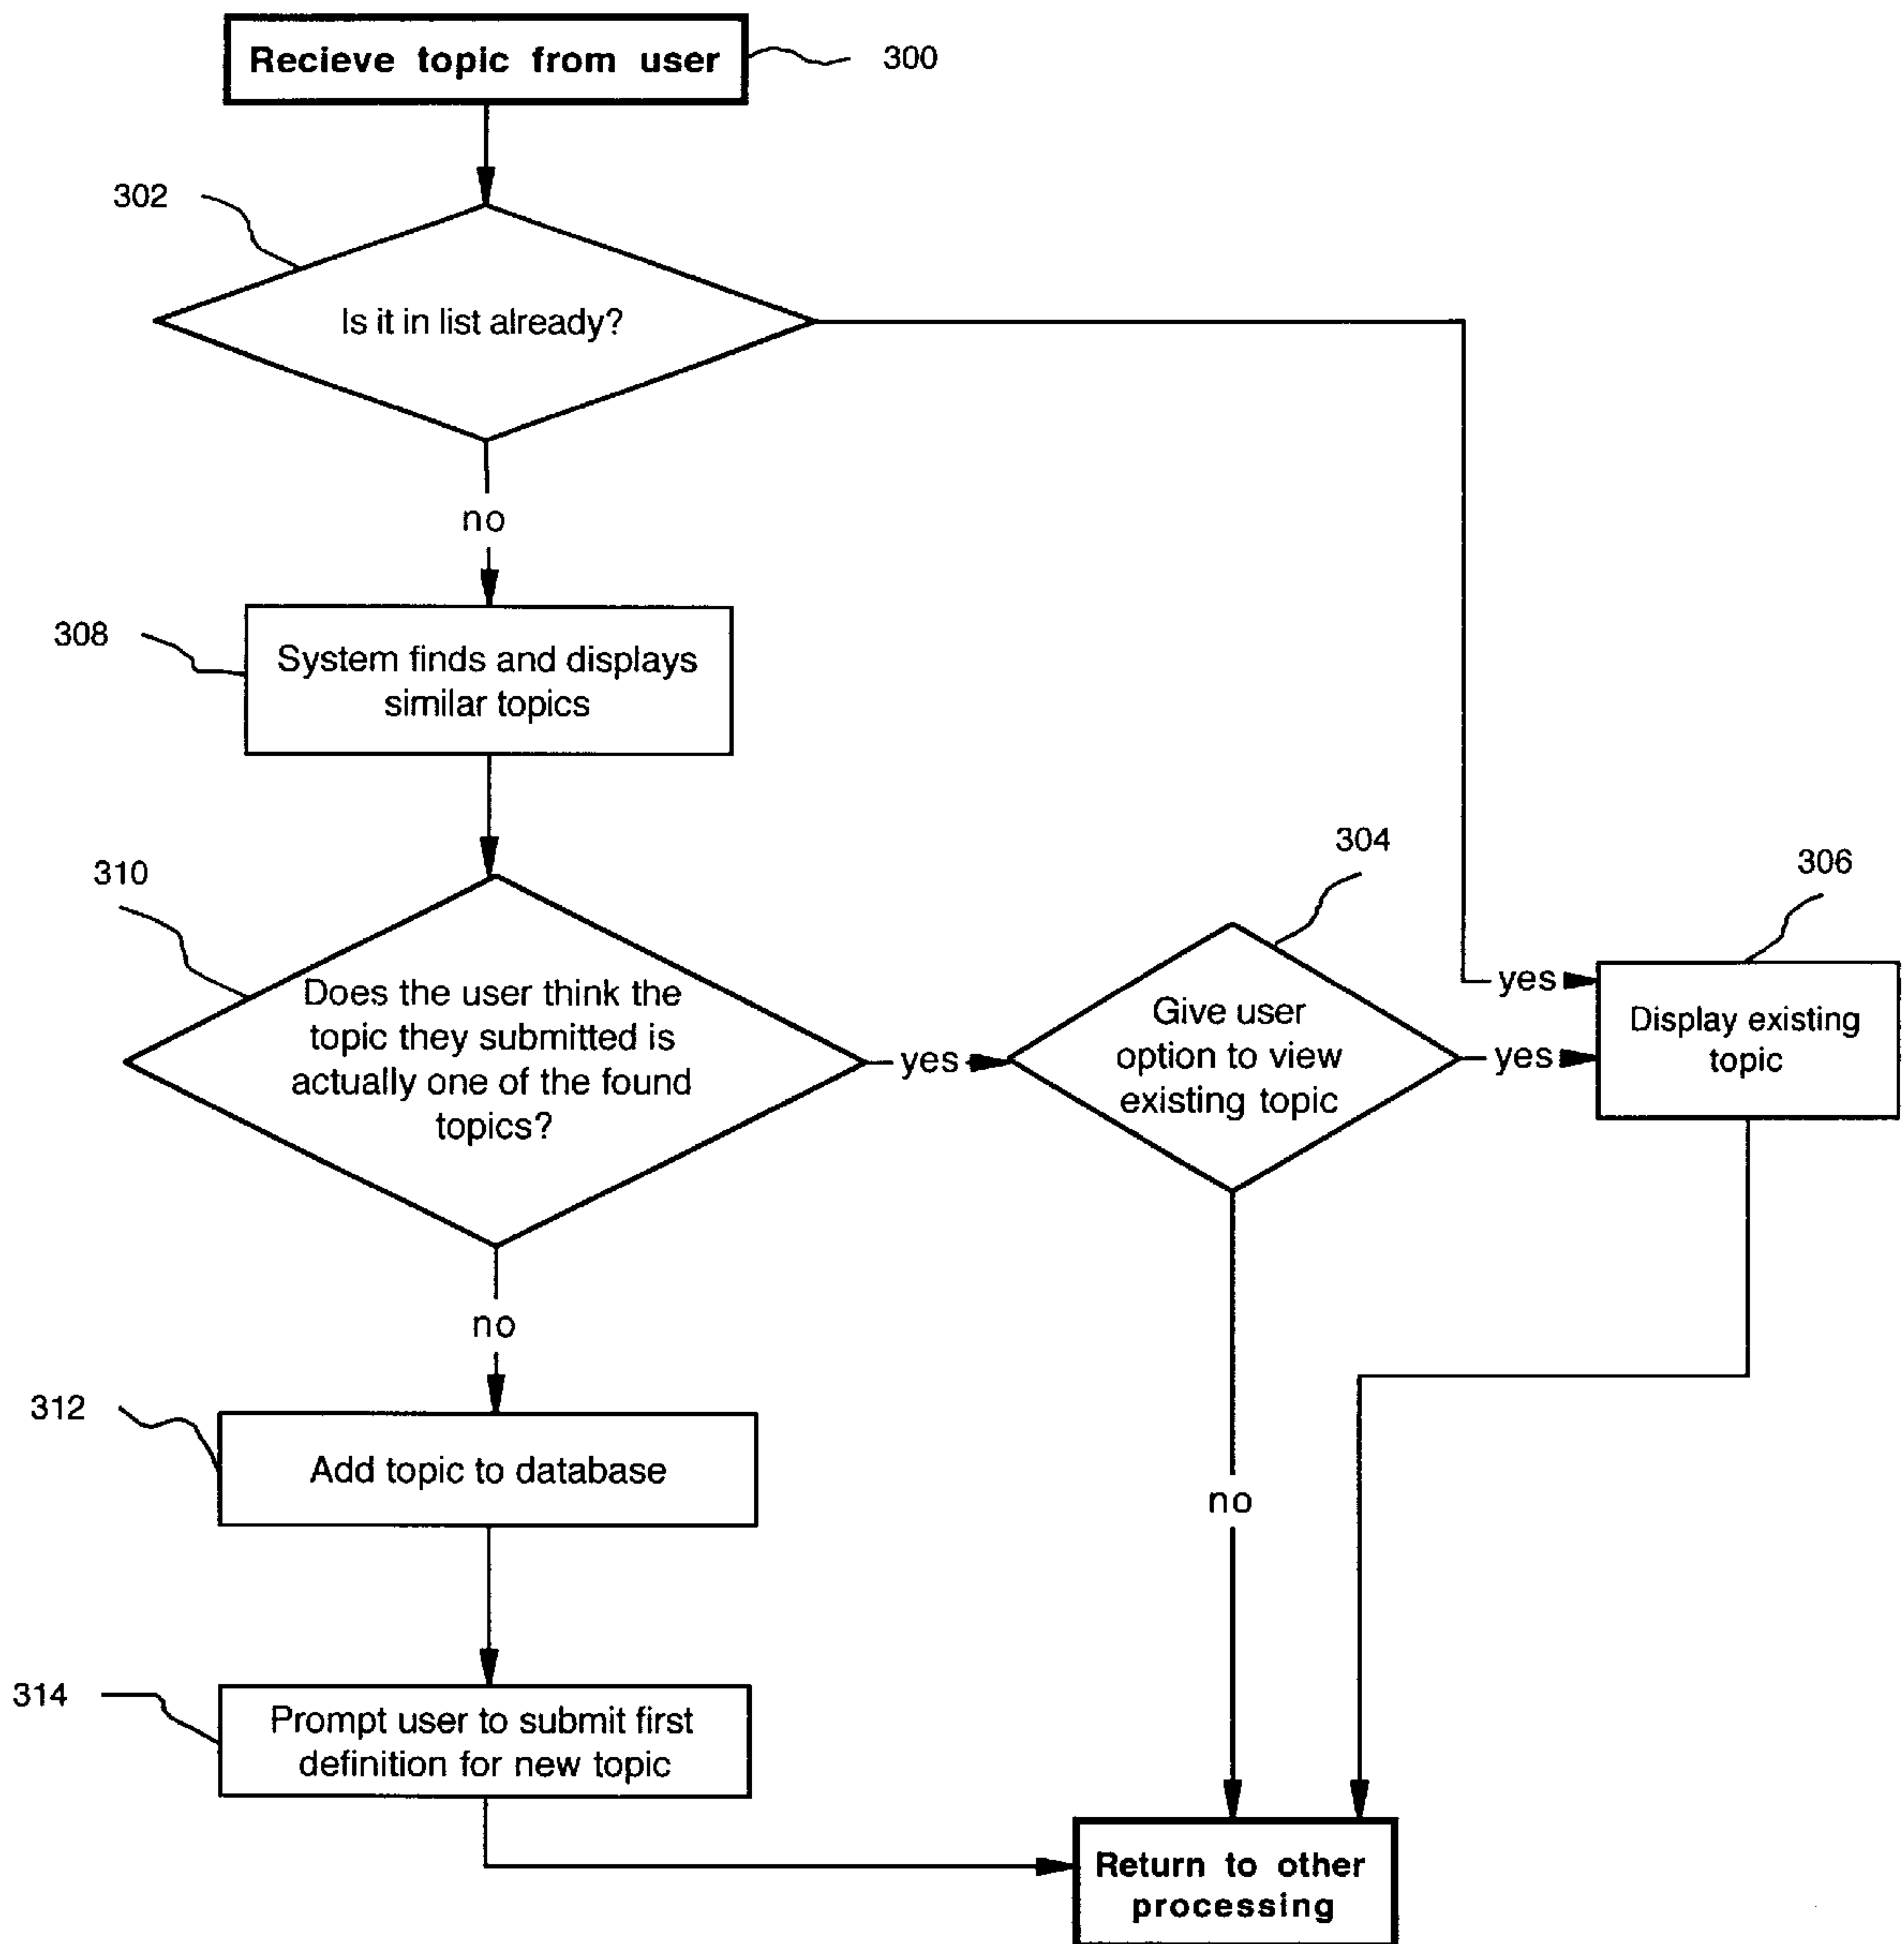 Recieve topic from user
300
302
Is it in list already?
no
308
System finds and displays
similar topics
304
306
310
Does the user think the
topic they submitted is
actually one of the found
topics?
yes
Give user
option to view
existing topic
yes
yes
Display existing
topic
no
312
Add topic to database
no
314
Prompt user to submit first
definition for new topic
Return to other
processing